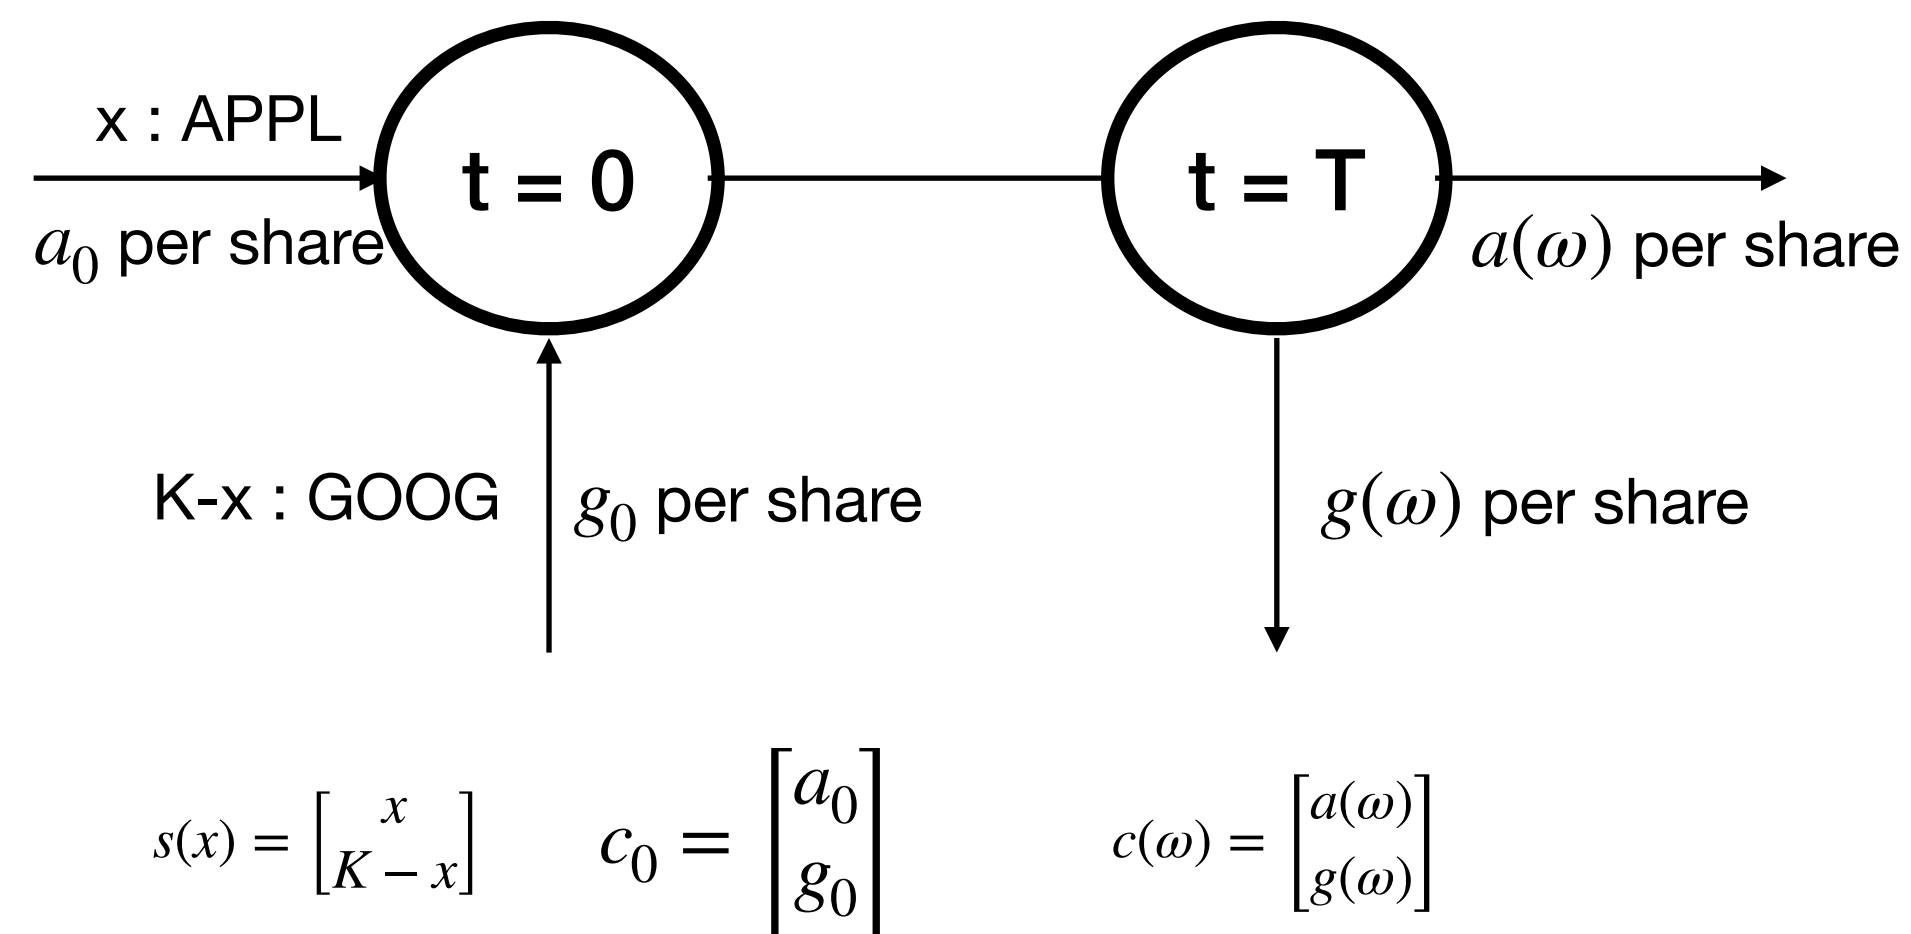 x : APPL
t = 0
t = T
a₀ per share
a(ω) per share
K-x : GOOG
g₀ per share
g(ω) per share
s(x) = [x
K − x]
c₀ = [a₀
g₀]
c(ω) = [a(ω)
g(ω)]